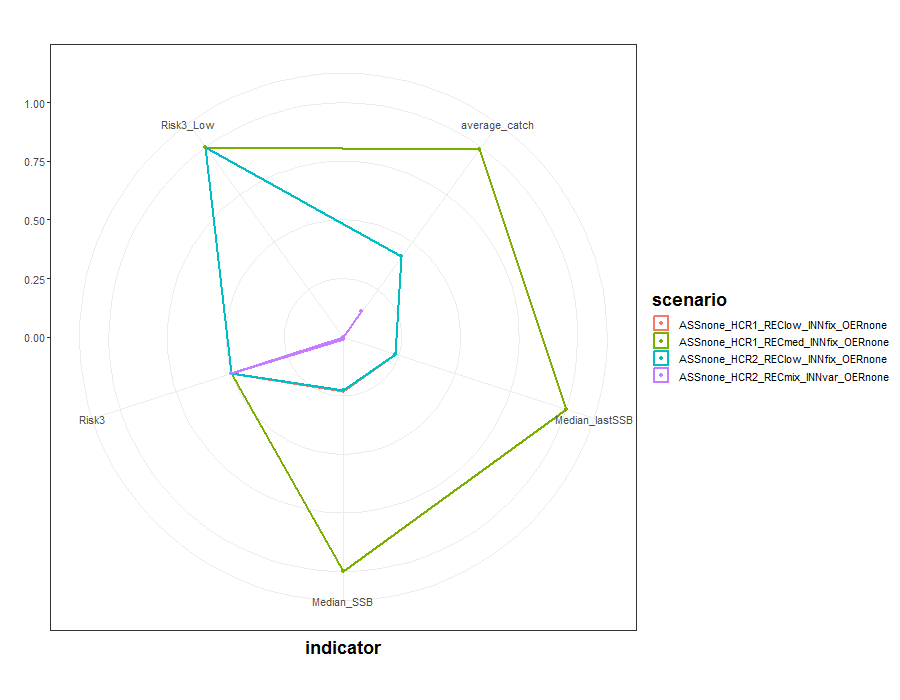 Risk3_Low
average_catch
1.00
0.75
0.50
0.25
0.00
Risk3
Median_lastSSB
Median_SSB
indicator
scenario
ASSnone_HCR1_REClow_INNfix_OERnone
ASSnone_HCR1_RECmed_INNfix_OERnone
ASSnone_HCR2_REClow_INNfix_OERnone
ASSnone_HCR2_RECmix_INNvar_OERnone